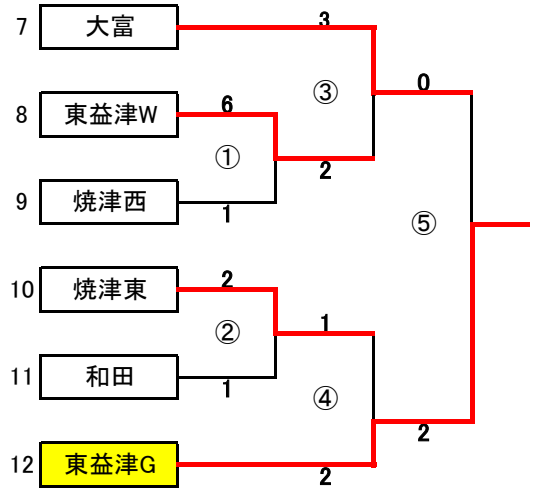 7 大富 3
③ 0
8 東益津W 6
① 2
9 焼津西 1
⑤
10 焼津東 2
② 1
11 和田 1
④ 2
12 東益津G 2